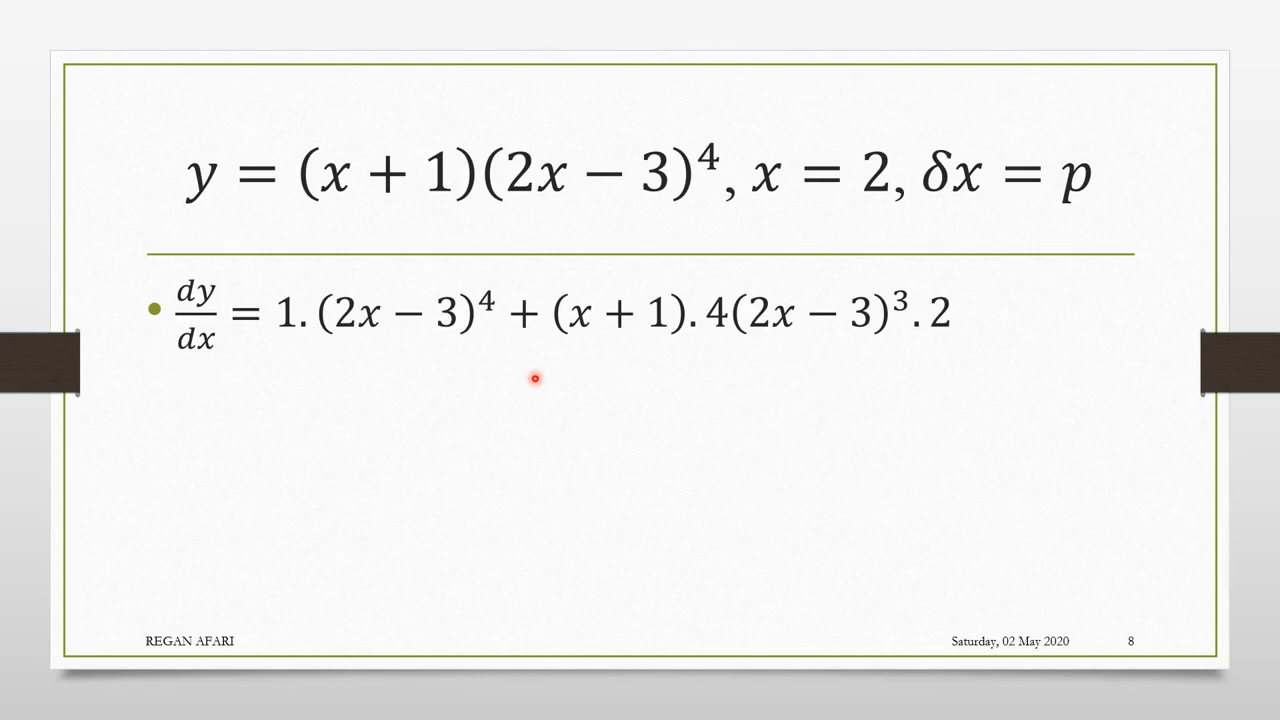 y = (x + 1)(2x − 3)⁴, x = 2, δx = p
• dy/dx = 1.(2x − 3)⁴ + (x + 1).4(2x − 3)³.2
REGAN AFARI Saturday, 02 May 2020 8